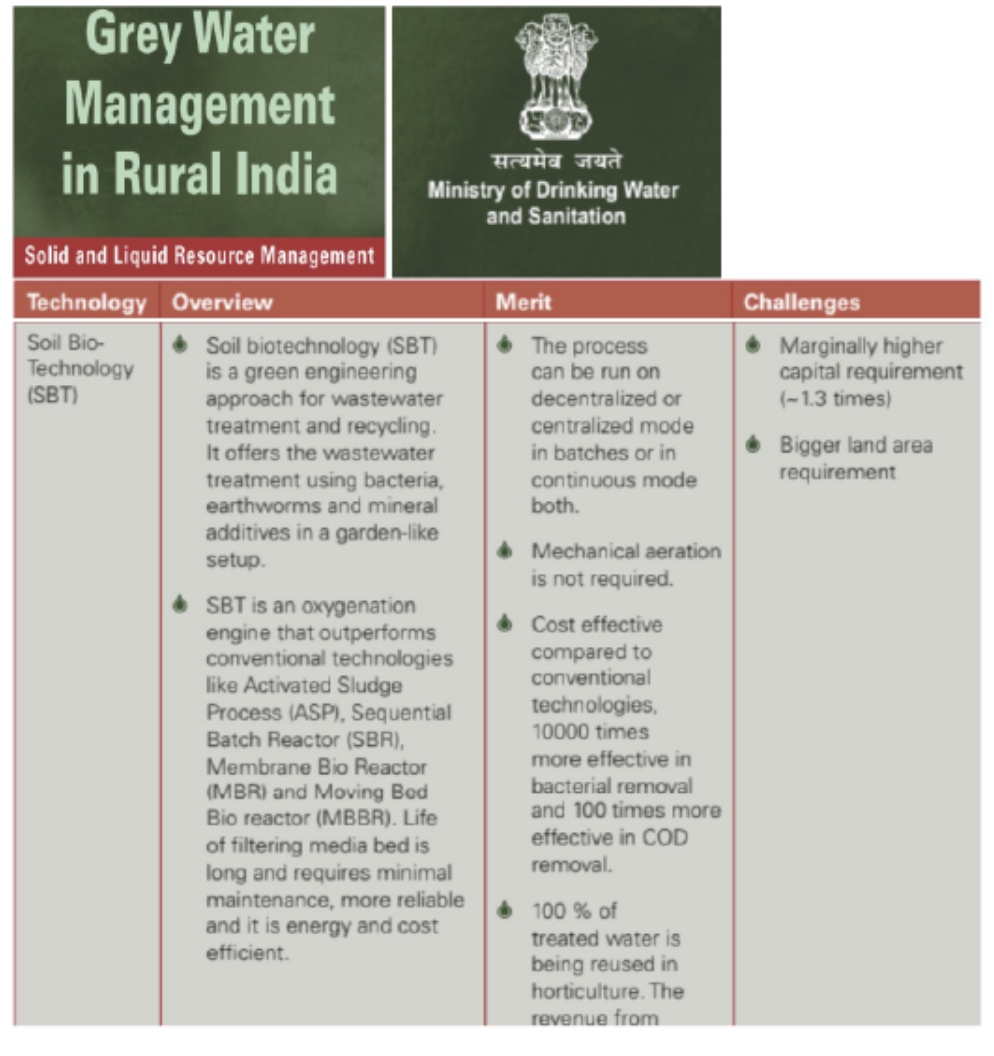 Grey Water
Management
in Rural India
Solid and Liquid Resource Management
सत्यमेव जयते
Ministry of Drinking Water
and Sanitation
Technology
Overview
Merit
Challenges
Soil Bio-
Technology
(SBT)
Soil biotechnology (SBT)
is a green engineering
approach for wastewater
treatment and recycling.
It offers the wastewater
treatment using bacteria,
earthworms and mineral
additives in a garden-like
setup.
SBT is an oxygenation
engine that outperforms
conventional technologies
like Activated Sludge
Process (ASP), Sequential
Batch Reactor (SBR),
Membrane Bio Reactor
(MBR) and Moving Bed
Bio reactor (MBBR). Life
of filtering media bed is
long and requires minimal
maintenance, more reliable
and it is energy and cost
efficient.
The process
can be run on
decentralized or
centralized mode
in batches or in
continuous mode
both.
Mechanical aeration
is not required.
Cost effective
compared to
conventional
technologies,
10000 times
more effective in
bacterial removal
and 100 times more
effective in COD
removal.
100 % of
treated water is
being reused in
horticulture. The
revenue from
Marginally higher
capital requirement
(~1.3 times)
Bigger land area
requirement